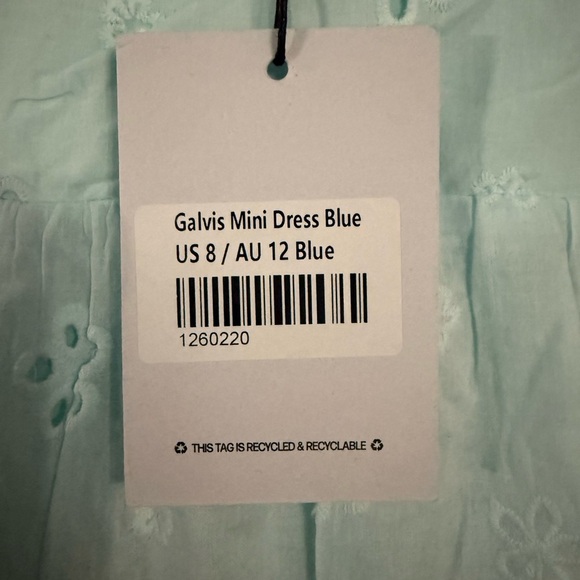 Galvis Mini Dress Blue
US 8 / AU 12 Blue
1260220
♻ THIS TAG IS RECYCLED & RECYCLABLE ♻